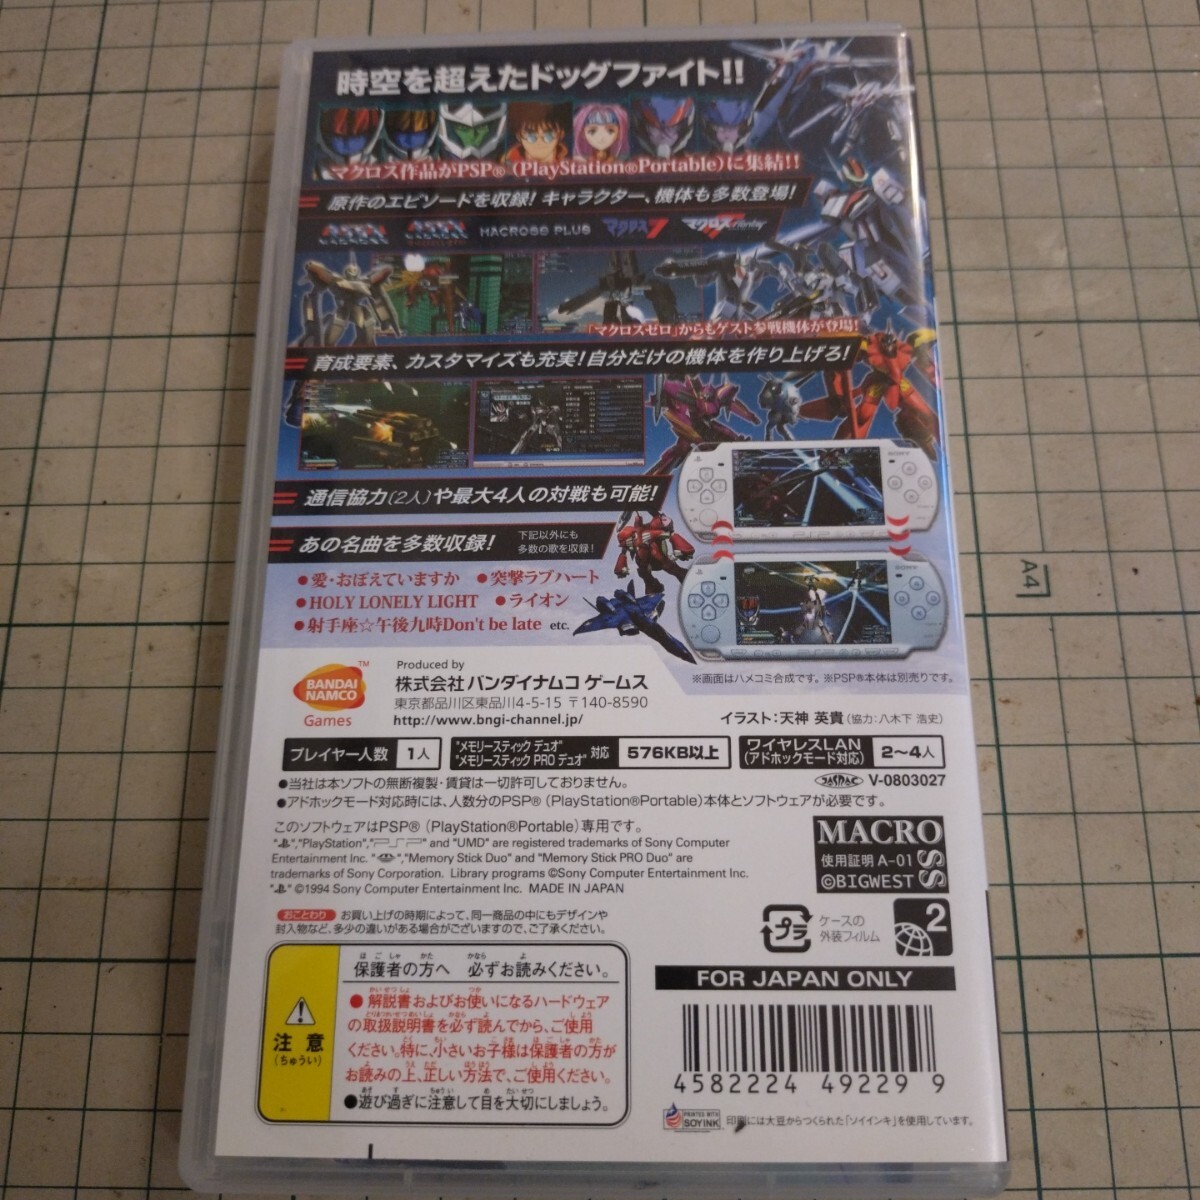 時空を超えたドッグファイト!!
マクロス作品がPSP®(PlayStation®Portable)に集結!!
原作のエピソードを収録!キャラクター、機体も多数登場!
MACROSS PLUS マクロス7
「マクロスゼロ」からもゲスト参戦機体が登場!
育成要素、カスタマイズも充実!自分だけの機体を作り上げろ!
通信協力(2人)や最大4人の対戦も可能!
あの名曲を多数収録!
下記以外にも
多数の歌を収録!
●愛・おぼえていますか ●突撃ラブハート
●HOLY LONELY LIGHT ●ライオン
●射手座☆午後九時Don't be late etc.
SONY
SONY
※画面はハメコミ合成です。※PSP®本体は別売りです。
BANDAI
NAMCO
Games
TM
Produced by
株式会社 バンダイナムコ ゲームス
東京都品川区東品川4-5-15 〒140-8590
http://www.bngi-channel.jp/
イラスト:天神 英貴(協力:八木下 浩史)
プレイヤー人数 1人
"メモリースティック デュオ"
"メモリースティック PRO デュオ" 対応 576KB以上
ワイヤレスLAN
(アドホックモード対応) 2～4人
●当社は本ソフトの無断複製・賃貸は一切許可しておりません。
JASRAC V-0803027
●アドホックモード対応時には、人数分のPSP®(PlayStation®Portable)本体とソフトウェアが必要です。
このソフトウェアはPSP®(PlayStation®Portable)専用です。
" ","PlayStation","PSP" and "UMD" are registered trademarks of Sony Computer
Entertainment Inc. " ","Memory Stick Duo" and "Memory Stick PRO Duo" are
trademarks of Sony Corporation. Library programs ©Sony Computer Entertainment Inc.
" " ©1994 Sony Computer Entertainment Inc. MADE IN JAPAN
MACROSS
使用証明 A-01
©BIGWEST
おことわり お買い上げの時期によって、同一商品の中にもデザインや
封入物など、多少の違いがある場合がございますので、ご了承ください。
プラ
ケースの
外装フィルム
2
保護者の方へ 必ずお読みください。
注意
(ちゅうい)
●解説書およびお使いになるハードウェア
の取扱説明書を必ず読んでから、ご使用
ください。特に、小さいお子様は保護者の方が
お読みの上、正しい方法で、ご使用ください。
●遊び過ぎに注意して目を大切にしましょう。
FOR JAPAN ONLY
4582224 492299
PRINTED WITH
SOY INK
印刷には大豆からつくられた「ソイインキ」を使用しています。
A4